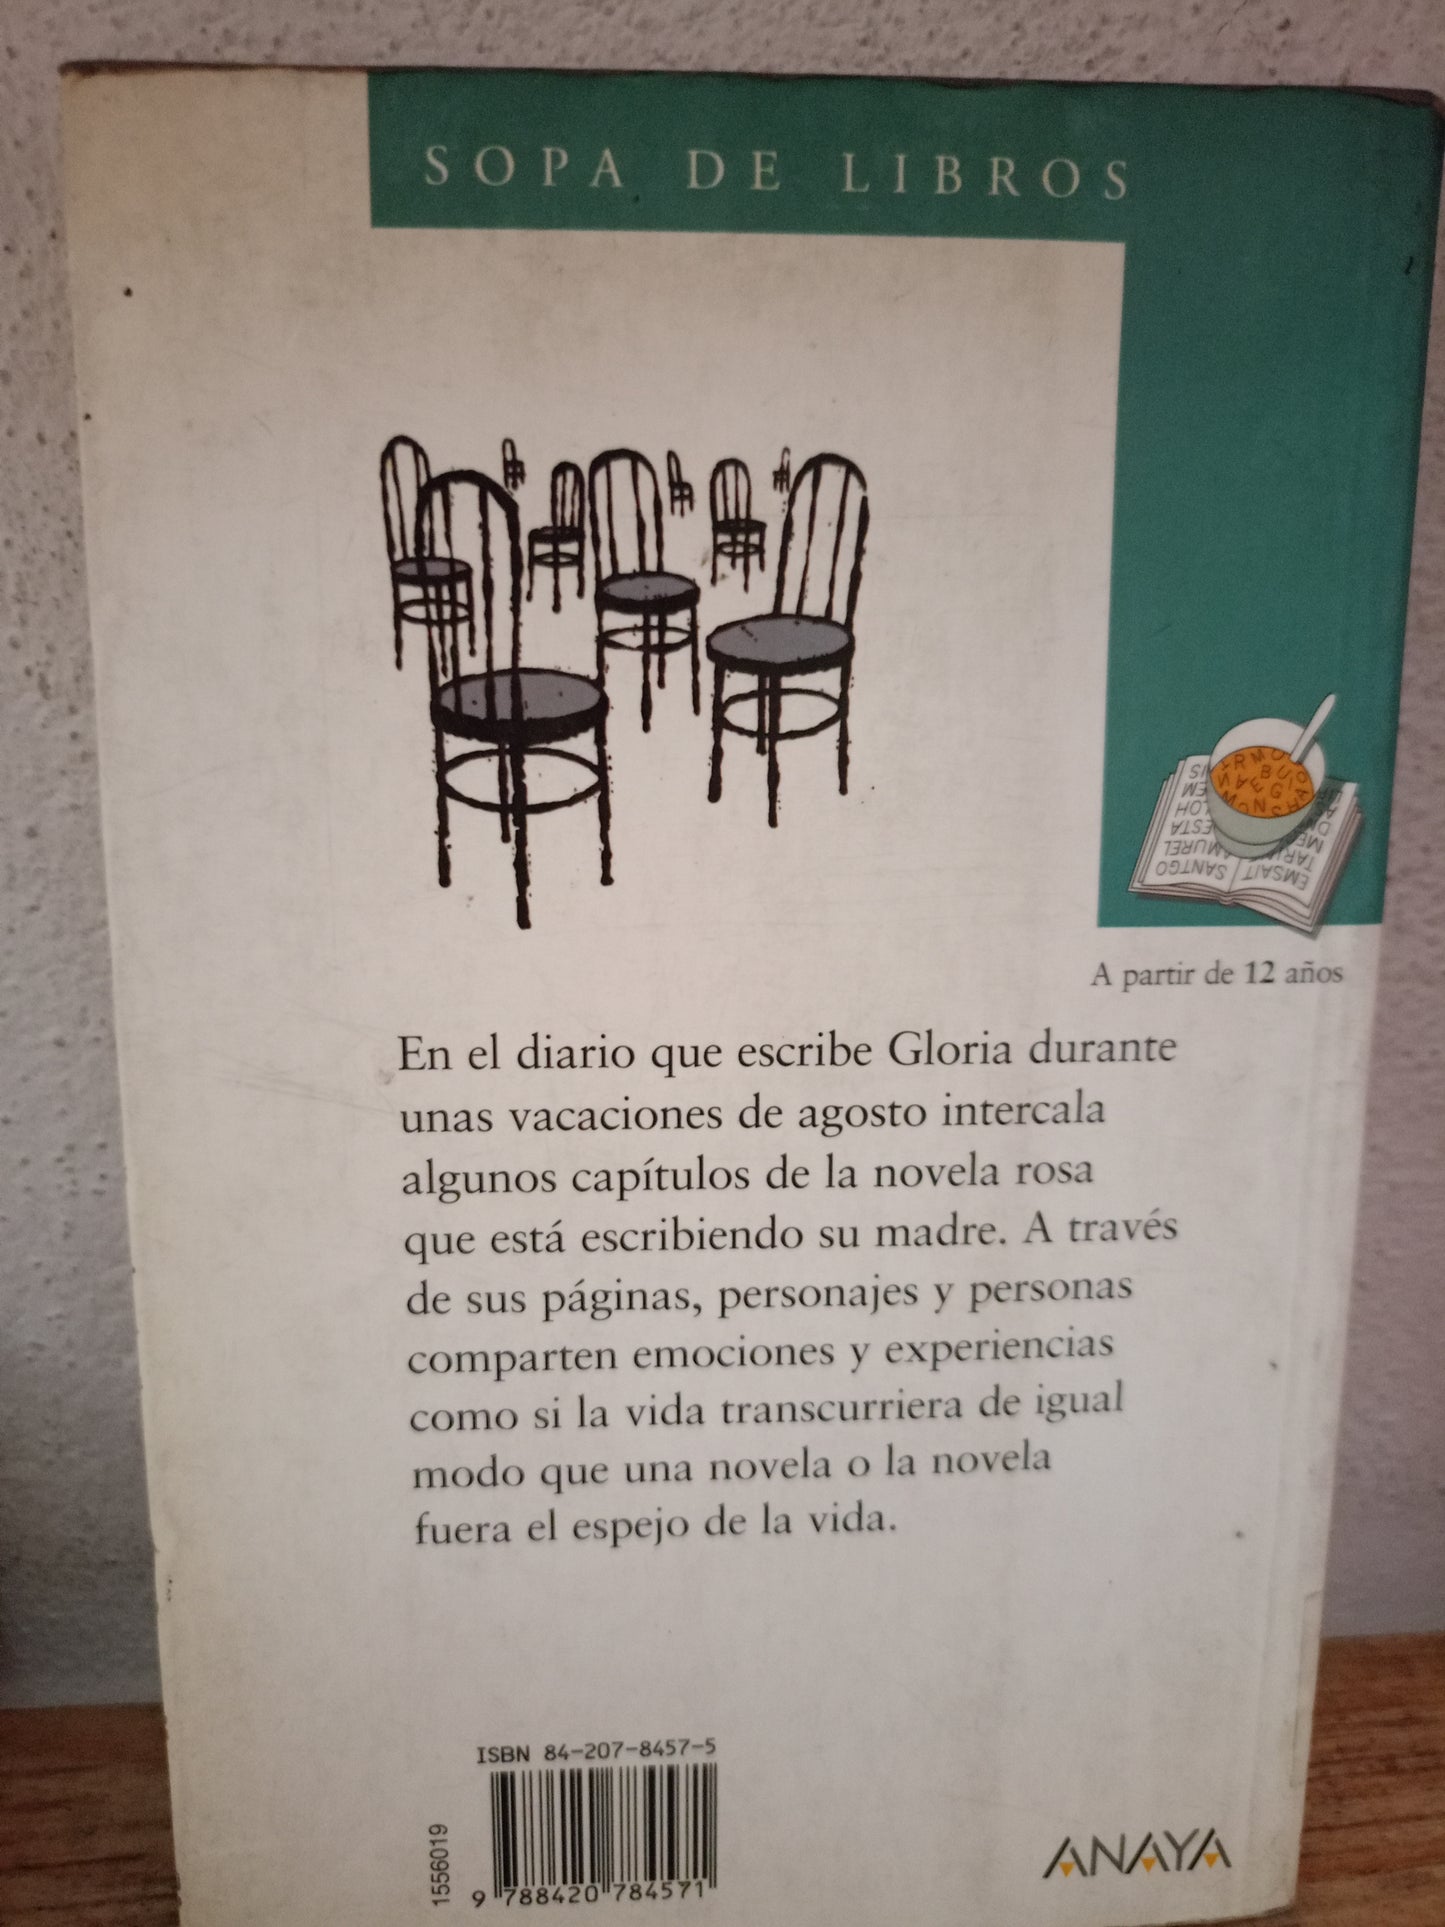 SOPA DE LIBROS
A partir de 12 años
En el diario que escribe Gloria durante
unas vacaciones de agosto intercala
algunos capítulos de la novela rosa
que está escribiendo su madre. A través
de sus páginas, personajes y personas
comparten emociones y experiencias
como si la vida transcurriera de igual
modo que una novela o la novela
fuera el espejo de la vida.
ISBN 84-207-8457-5
1556019
9 788420 784571
ANAYA